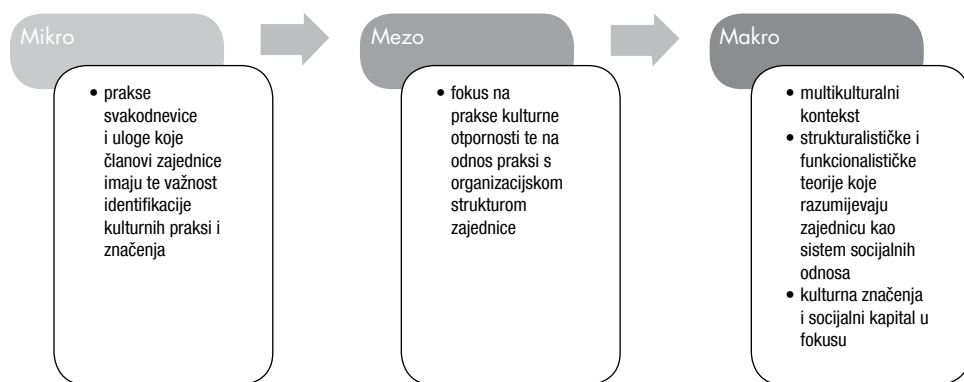 Mikro
• prakse
svakodnevice
i uloge koje
članovi zajednice
imaju te važnost
identifikacije
kulturnih praksi i
značenja
Mezo
• fokus na
prakse kulturne
otpornosti te na
odnos praksi s
organizacijskom
strukturom
zajednice
Makro
• multikulturalni
kontekst
• strukturalističke i
funkcionalističke
teorije koje
razumijevaju
zajednicu kao
sistem socijalnih
odnosa
• kulturna značenja
i socijalni kapital u
fokusu